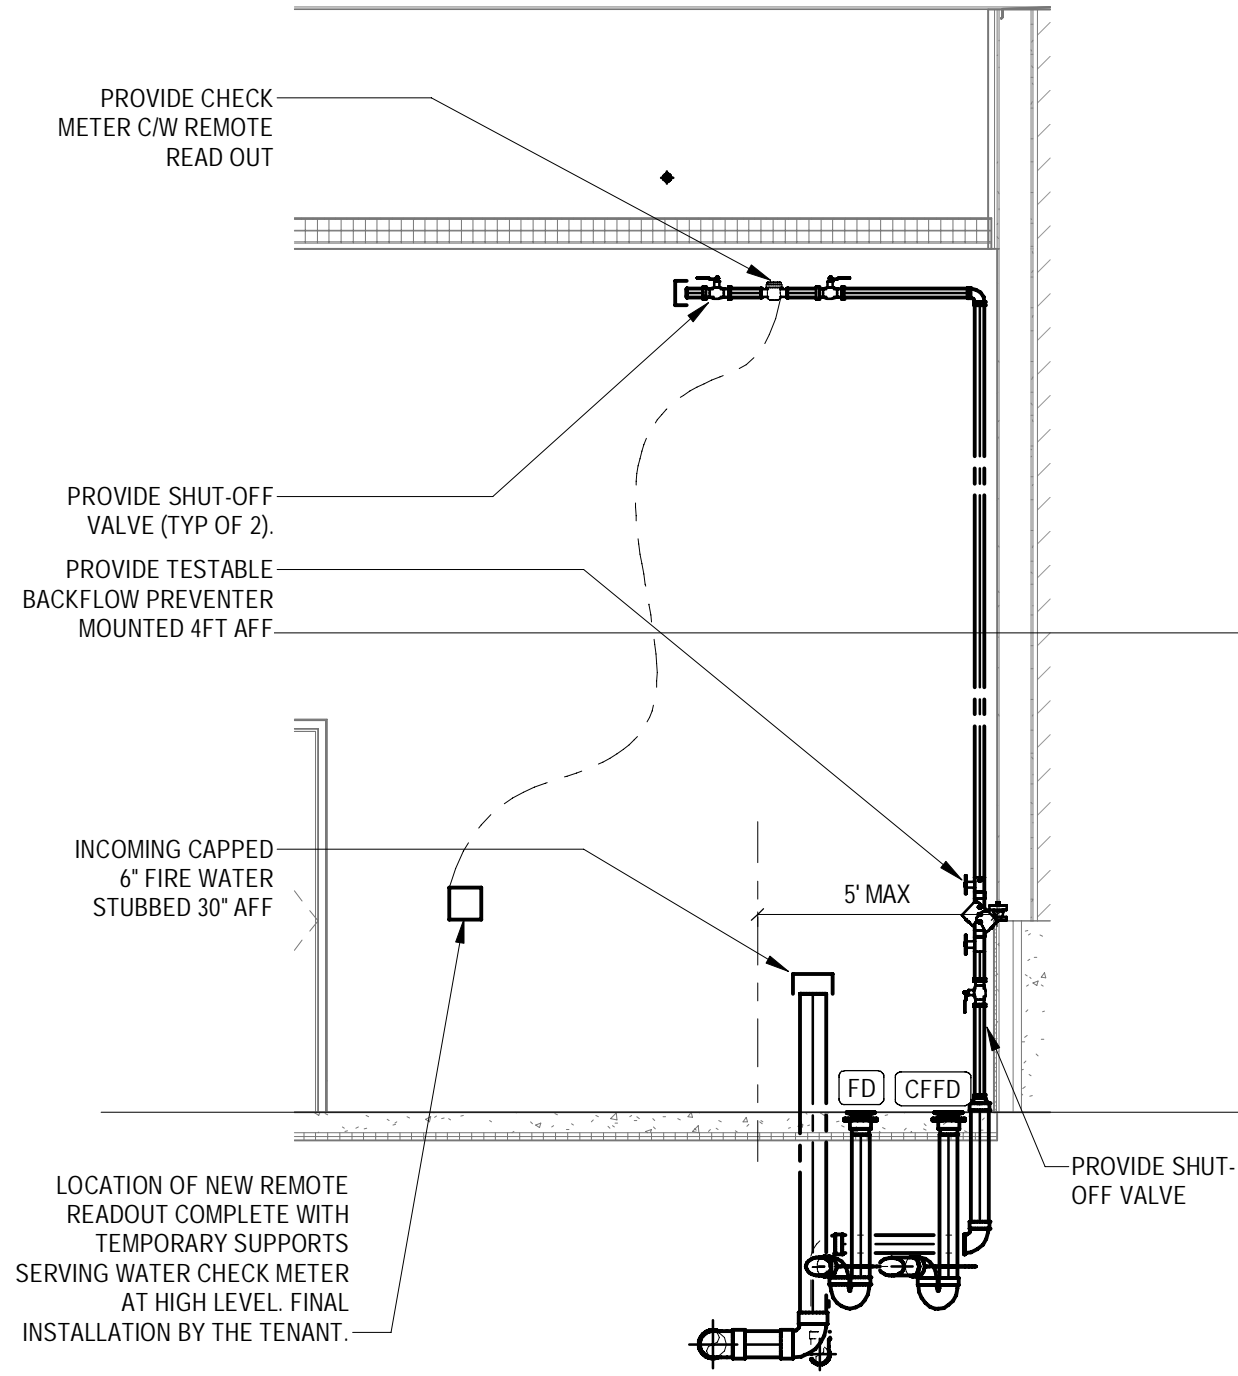 PROVIDE CHECK
METER C/W REMOTE
READ OUT
PROVIDE SHUT-OFF
VALVE (TYP OF 2).
PROVIDE TESTABLE
BACKFLOW PREVENTER
MOUNTED 4FT AFF
INCOMING CAPPED
6" FIRE WATER
STUBBED 30" AFF
5' MAX
FD
CFFD
PROVIDE SHUT-
OFF VALVE
LOCATION OF NEW REMOTE
READOUT COMPLETE WITH
TEMPORARY SUPPORTS
SERVING WATER CHECK METER
AT HIGH LEVEL. FINAL
INSTALLATION BY THE TENANT.